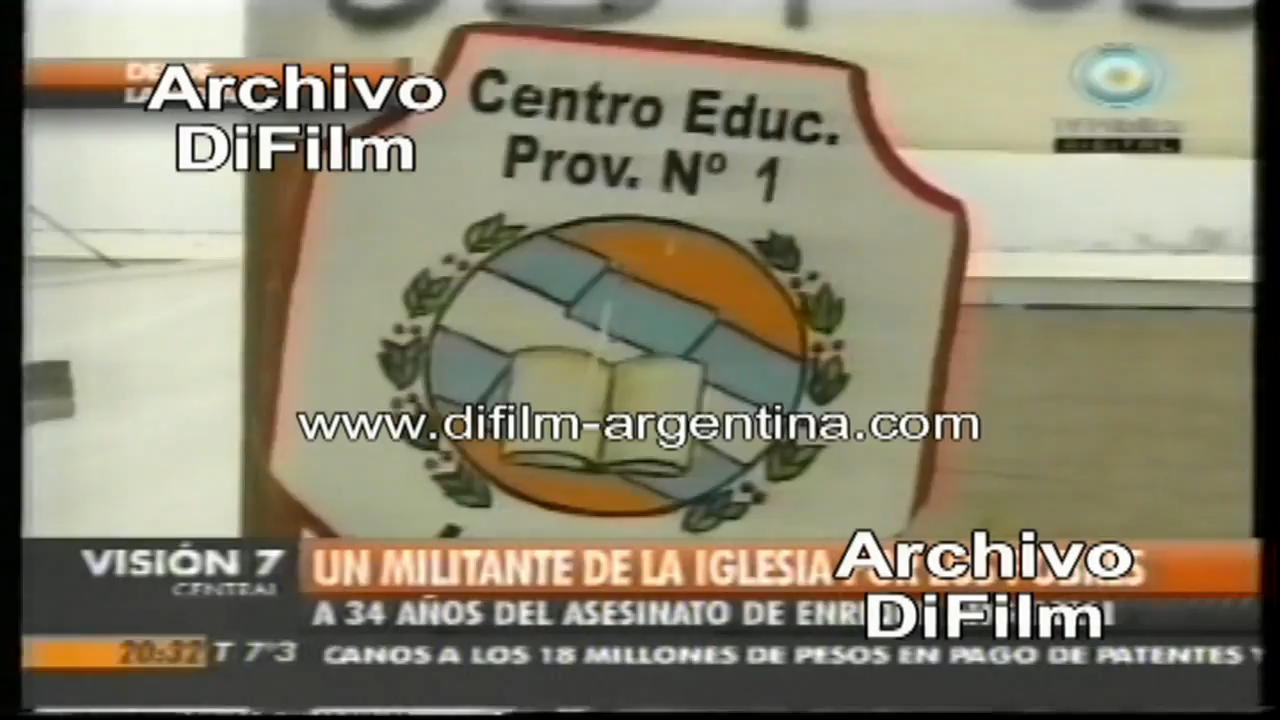 Archivo
DiFilm
Centro Educ.
Prov. Nº 1
DIGITAL
www.difilm-argentina.com
VISIÓN 7
CENTRAL
UN MILITANTE DE LA IGLESIA
A 34 AÑOS DEL ASESINATO DE
Archivo
DiFilm
20:32 T 7º3
CANOS A LOS 18 MILLONES DE PESOS EN PAGO DE PATENTES Y